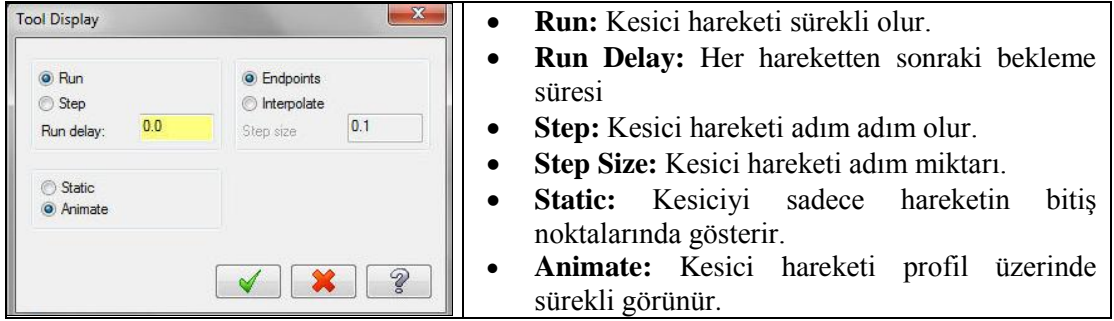 Tool Display
Run
Step
Run delay: 0.0
Endpoints
Interpolate
Step size 0.1
Static
Animate
• Run: Kesici hareketi sürekli olur.
• Run Delay: Her hareketten sonraki bekleme
süresi
• Step: Kesici hareketi adım adım olur.
• Step Size: Kesici hareketi adım miktarı.
• Static: Kesiciyi sadece hareketin bitiş
noktalarında gösterir.
• Animate: Kesici hareketi profil üzerinde
sürekli görünür.